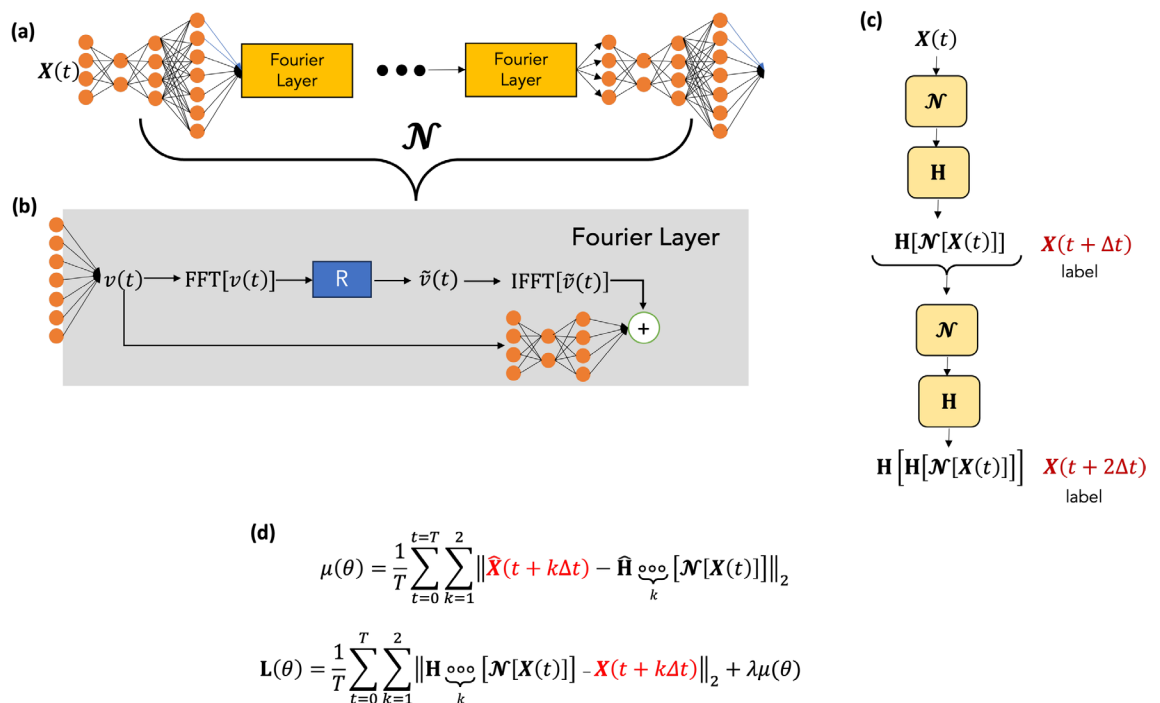 (a)
X(t)
Fourier Layer
●●●
Fourier Layer
𝓝
(b)
Fourier Layer
v(t)
FFT[v(t)]
R
ṽ(t)
IFFT[ṽ(t)]
+
(c)
X(t)
𝓝
H
H[𝓝[X(t)]]
X(t + Δt)
label
𝓝
H
H[H[𝓝[X(t)]]]
X(t + 2Δt)
label
(d)
μ(θ) = 1/T ∑_{t=0}^{t=T} ∑_{k=1}^{2} ‖X̂(t + kΔt) − Ĥ ∘∘∘_k [𝓝[X(t)]]‖₂
L(θ) = 1/T ∑_{t=0}^{T} ∑_{k=1}^{2} ‖H ∘∘∘_k [𝓝[X(t)]] − X(t + kΔt)‖₂ + λμ(θ)